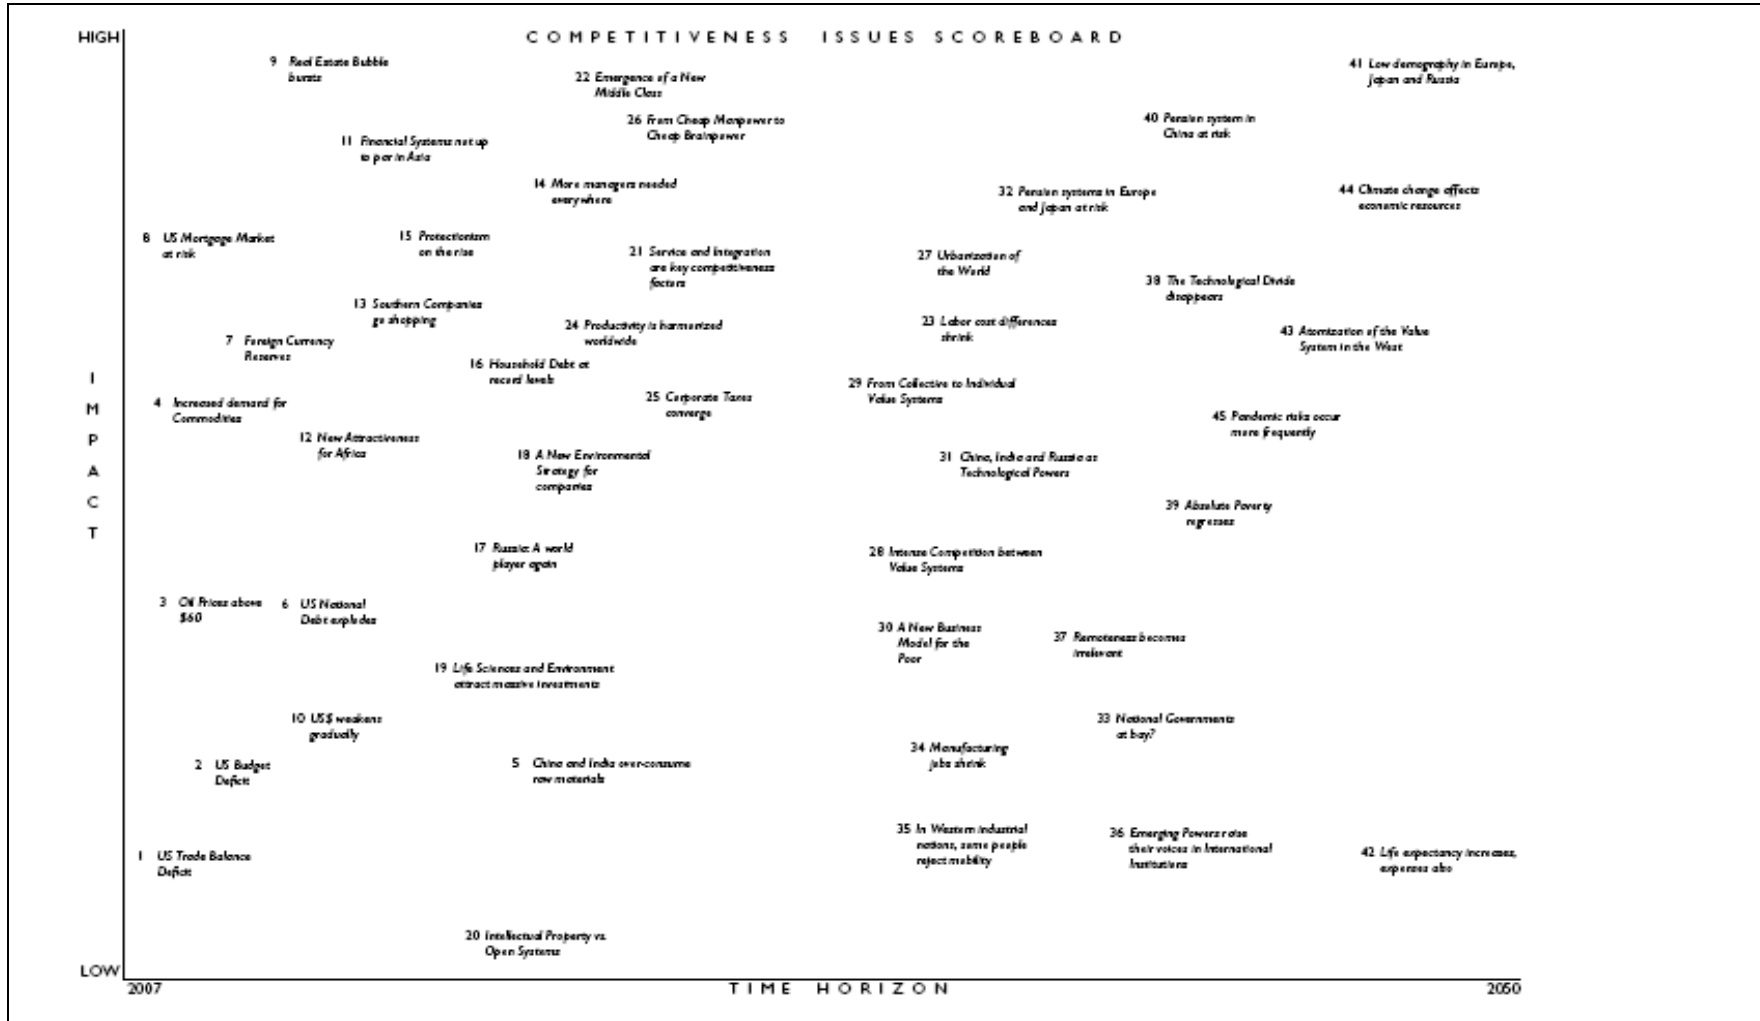 COMPETITIVENESS ISSUES SCOREBOARD
HIGH
9 Real Estate Bubble
bursts
22 Emergence of a New
Middle Class
41 Low demography in Europe,
Japan and Russia
26 From Cheap Manpower to
Cheap Brainpower
40 Pension system in
China at risk
11 Financial Systems not up
to par in Asia
14 More managers needed
everywhere
32 Pension systems in Europe
and Japan at risk
44 Climate change affects
economic resources
8 US Mortgage Market
at risk
15 Protectionism
on the rise
21 Service and Integration
are key competitiveness
factors
27 Urbanization of
the World
38 The Technological Divide
disappears
13 Southern Companies
go shopping
24 Productivity is harmonized
worldwide
23 Labor cost differences
shrink
43 Atomization of the Value
System in the West
7 Foreign Currency
Reserves
16 Household Debt at
record levels
29 From Collective to Individual
Value Systems
25 Corporate Taxes
converge
4 Increased demand for
Commodities
45 Pandemic risks occur
more frequently
12 New Attractiveness
for Africa
18 A New Environmental
Strategy for
companies
31 China, India and Russia as
Technological Powers
39 Absolute Poverty
regresses
IMPACT
17 Russia: A world
player again
28 Intense Competition between
Value Systems
3 Oil Prices above
$60
6 US National
Debt explodes
30 A New Business
Model for the
Poor
37 Remoteness becomes
irrelevant
19 Life Sciences and Environment
attract massive investments
10 US$ weakens
gradually
33 National Governments
at bay?
34 Manufacturing
jobs shrink
2 US Budget
Deficit
5 China and India over-consume
raw materials
35 In Western industrial
nations, some people
reject mobility
36 Emerging Powers raise
their voices in International
Institutions
1 US Trade Balance
Deficit
42 Life expectancy increases,
expenses also
20 Intellectual Property vs.
Open Systems
LOW
2007
TIME HORIZON
2050